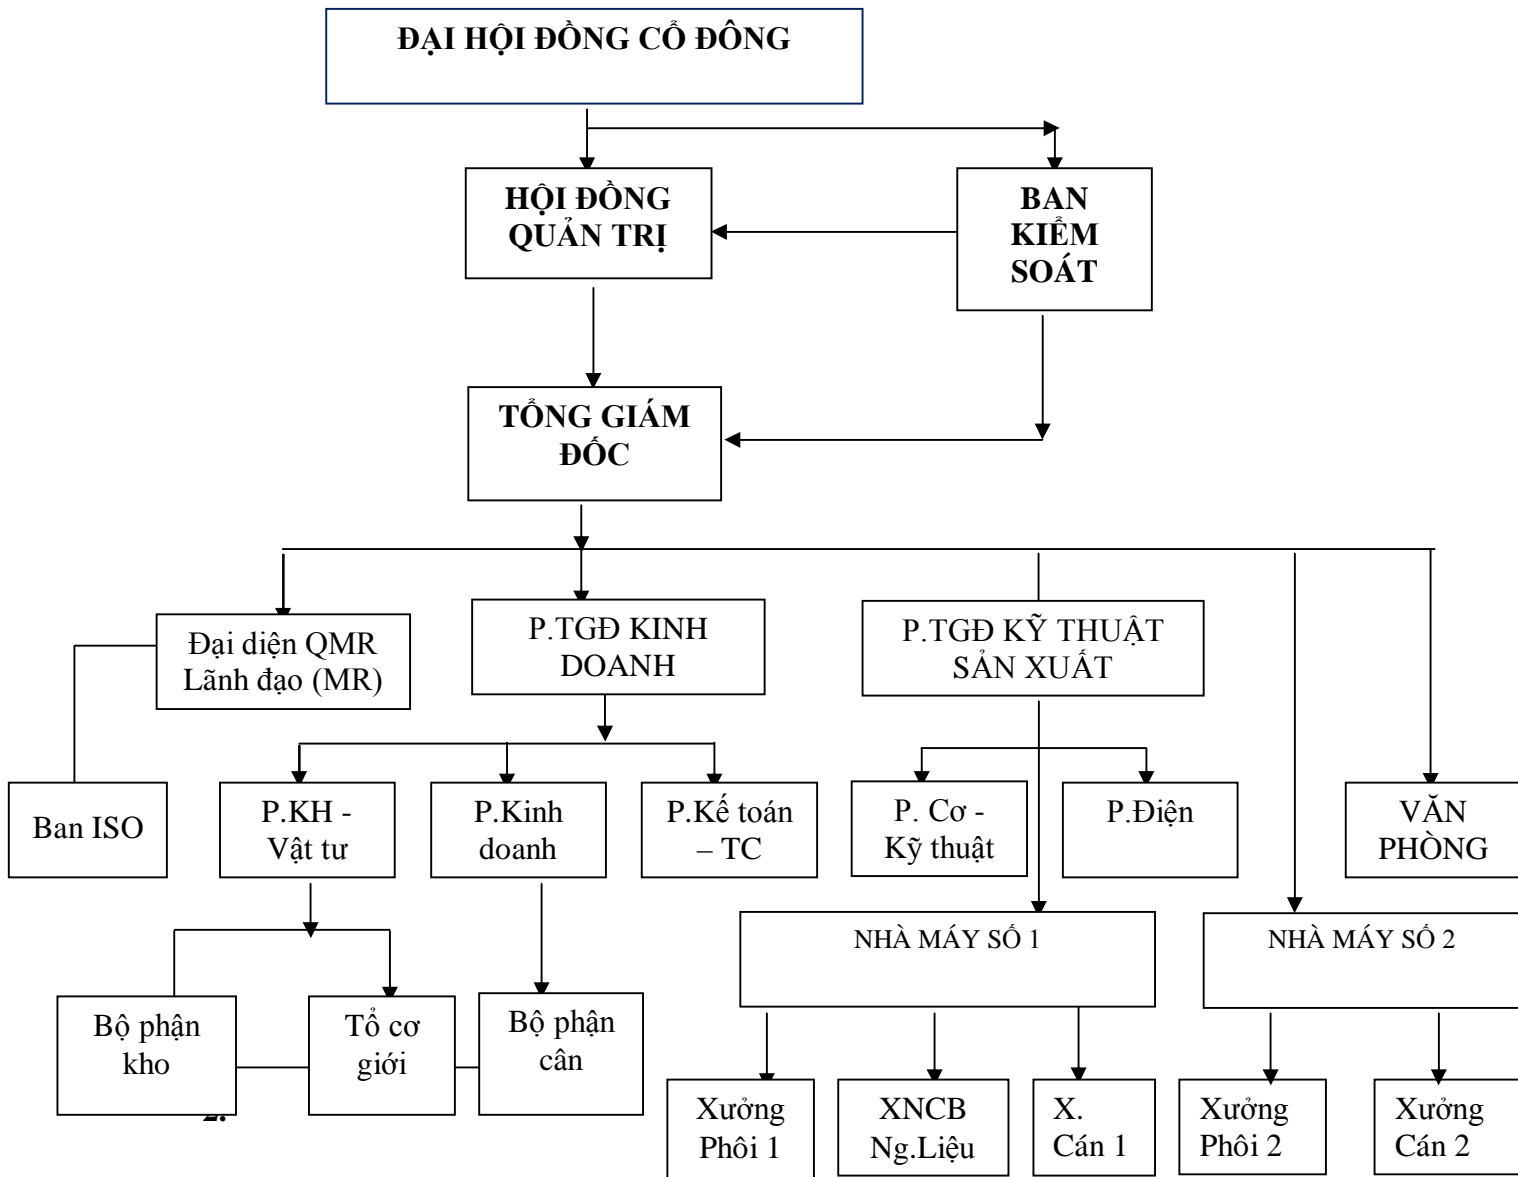 ĐẠI HỘI ĐỒNG CỔ ĐÔNG
HỘI ĐỒNG
QUẢN TRỊ
BAN
KIỂM
SOÁT
TỔNG GIÁM
ĐỐC
Đại diện QMR
Lãnh đạo (MR)
P.TGĐ KINH
DOANH
P.TGĐ KỸ THUẬT
SẢN XUẤT
Ban ISO
P.KH -
Vật tư
P.Kinh
doanh
P.Kế toán
– TC
P. Cơ -
Kỹ thuật
P.Điện
VĂN
PHÒNG
NHÀ MÁY SỐ 1
NHÀ MÁY SỐ 2
Bộ phận
kho
Tổ cơ
giới
Bộ phận
cân
Xưởng
Phôi 1
XNCB
Ng.Liệu
X.
Cán 1
Xưởng
Phôi 2
Xưởng
Cán 2